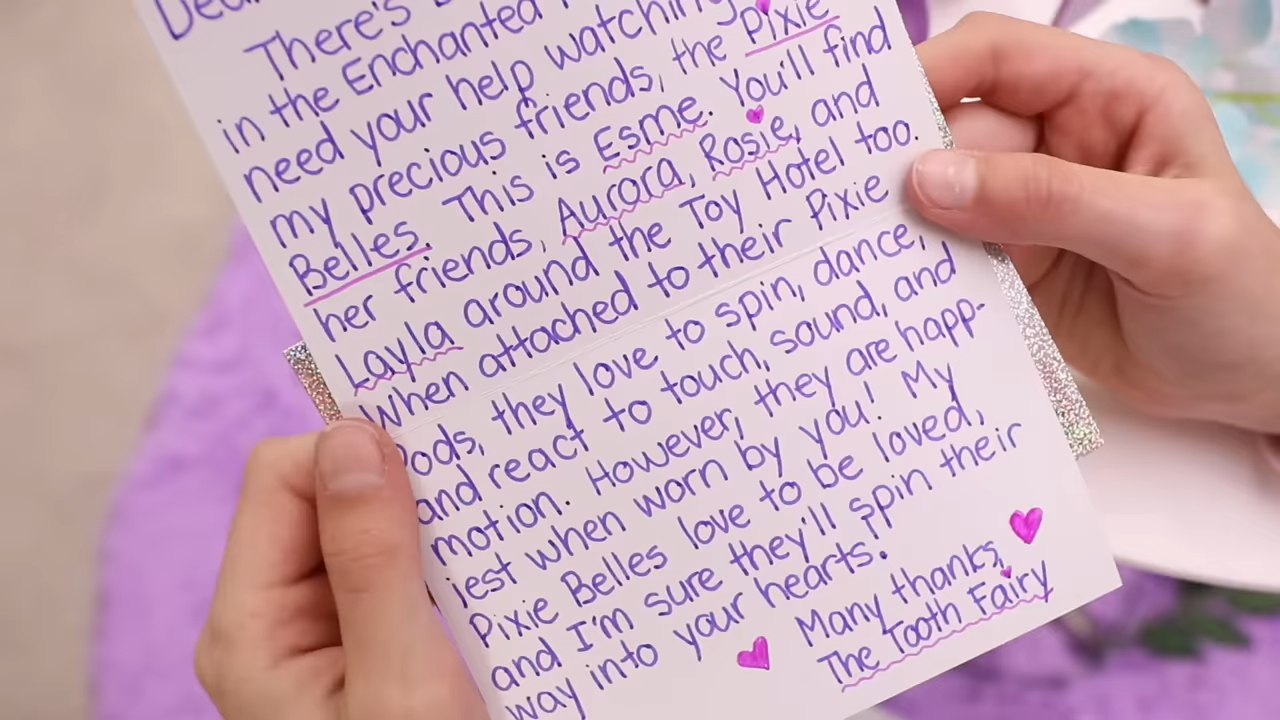 Dear
There's
in the Enchanted
need your help watching
my precious friends, the Pixie
Belles. This is Esme. You'll find
her friends, Aurora, Rosie, and
Layla around the Toy Hotel too.
When attached to their Pixie
Pods, they love to spin, dance,
and react to touch, sound, and
motion. However, they are happ-
iest when worn by you! My
Pixie Belles love to be loved,
and I'm sure they'll spin their
way into your hearts.
Many thanks,
The Tooth Fairy